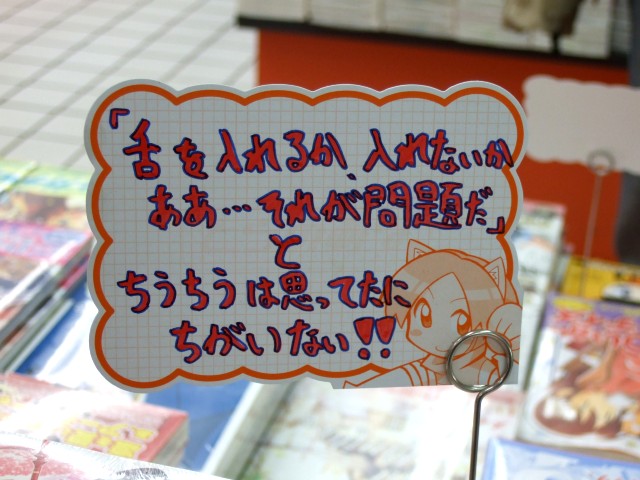 「舌を入れるか、入れないか
ああ…それが問題だ」
と
ちうちうは思ってたに
ちがいない!!